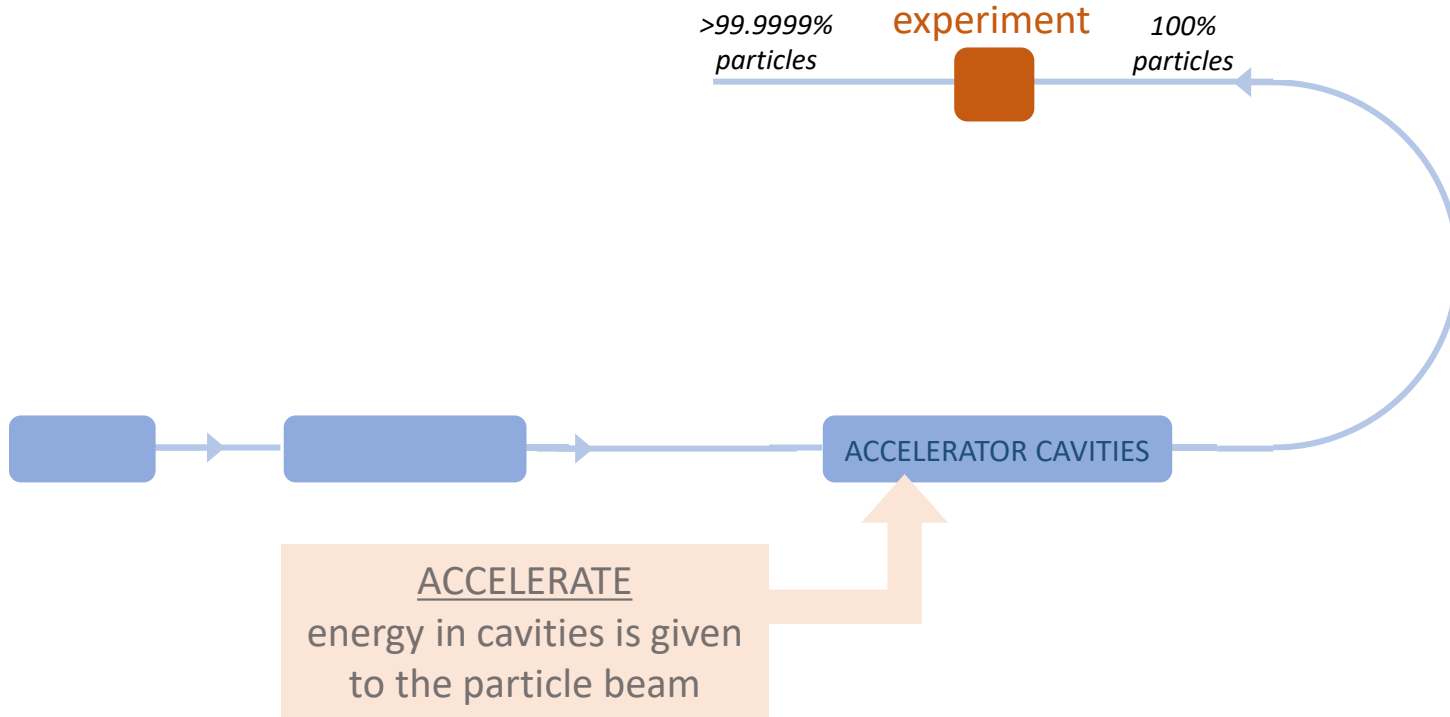 >99.9999%
particles
experiment
100%
particles
ACCELERATOR CAVITIES
ACCELERATE
energy in cavities is given
to the particle beam